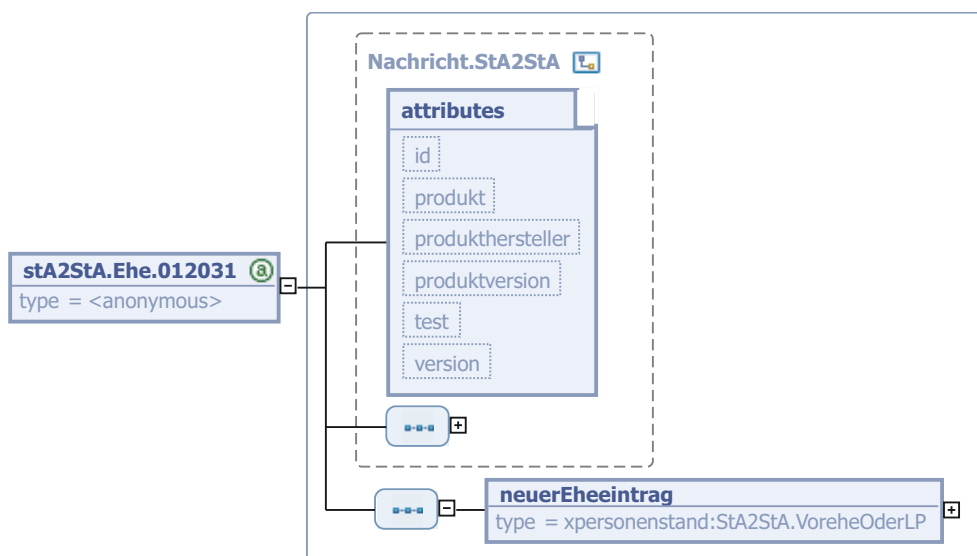 Nachricht.StA2StA
attributes
id
produkt
produkthersteller
produktversion
test
version
stA2StA.Ehe.012031 a
type = <anonymous>
neuerEheeintrag
type = xpersonenstand:StA2StA.VoreheOderLP